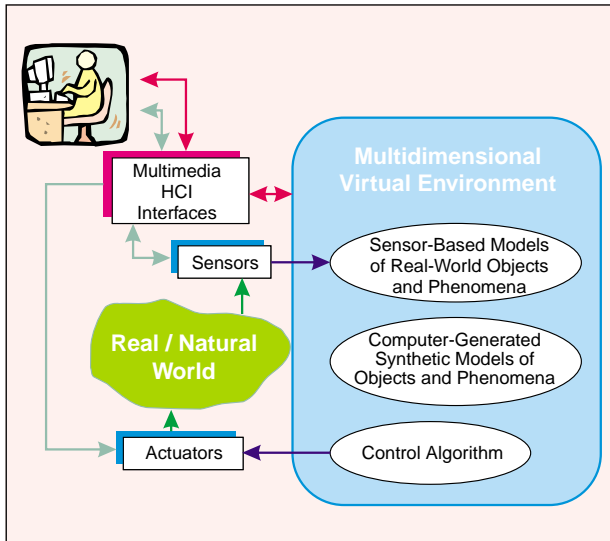 Multidimensional
Virtual Environment
Multimedia
HCI
Interfaces
Sensors
Sensor-Based Models
of Real-World Objects
and Phenomena
Real / Natural
World
Computer-Generated
Synthetic Models of
Objects and Phenomena
Actuators
Control Algorithm